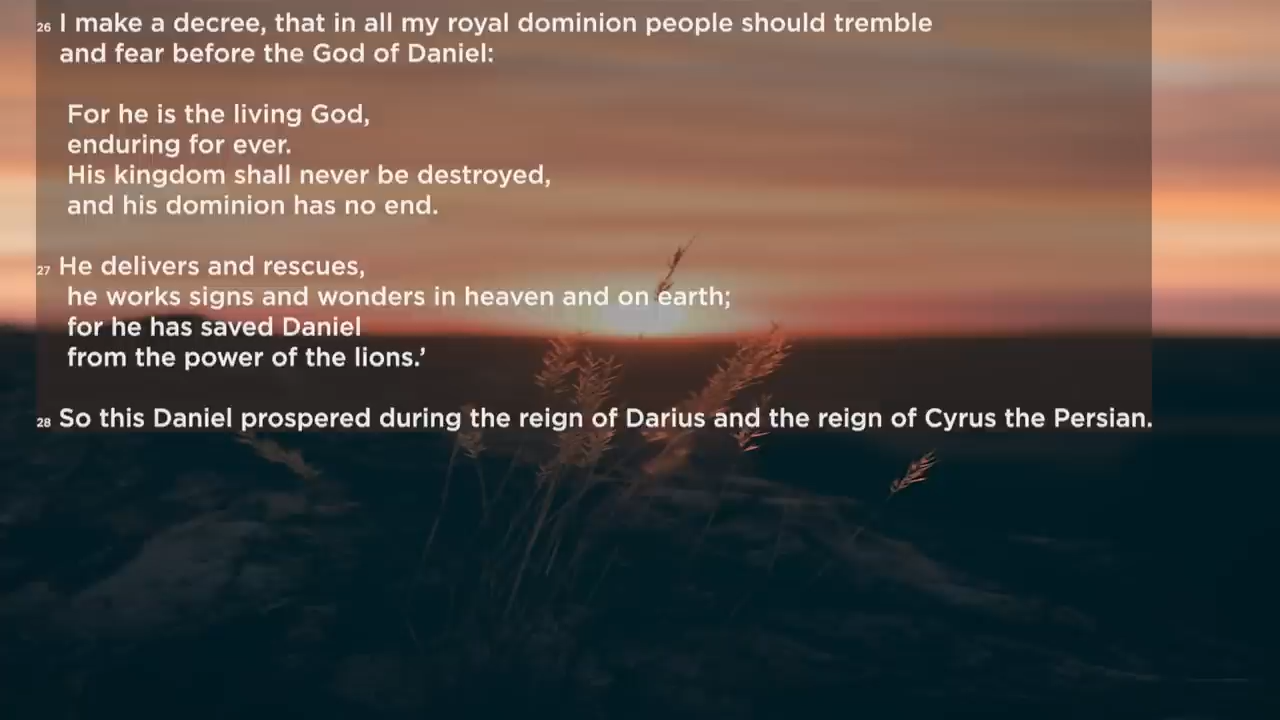 26 I make a decree, that in all my royal dominion people should tremble
and fear before the God of Daniel:
For he is the living God,
enduring for ever.
His kingdom shall never be destroyed,
and his dominion has no end.
27 He delivers and rescues,
he works signs and wonders in heaven and on earth;
for he has saved Daniel
from the power of the lions.’
28 So this Daniel prospered during the reign of Darius and the reign of Cyrus the Persian.